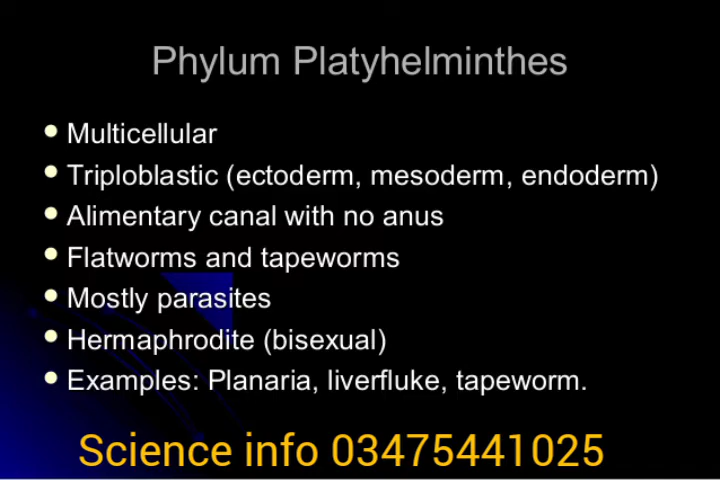 Phylum Platyhelminthes
Multicellular
Triploblastic (ectoderm, mesoderm, endoderm)
Alimentary canal with no anus
Flatworms and tapeworms
Mostly parasites
Hermaphrodite (bisexual)
Examples: Planaria, liverfluke, tapeworm.
Science info 03475441025